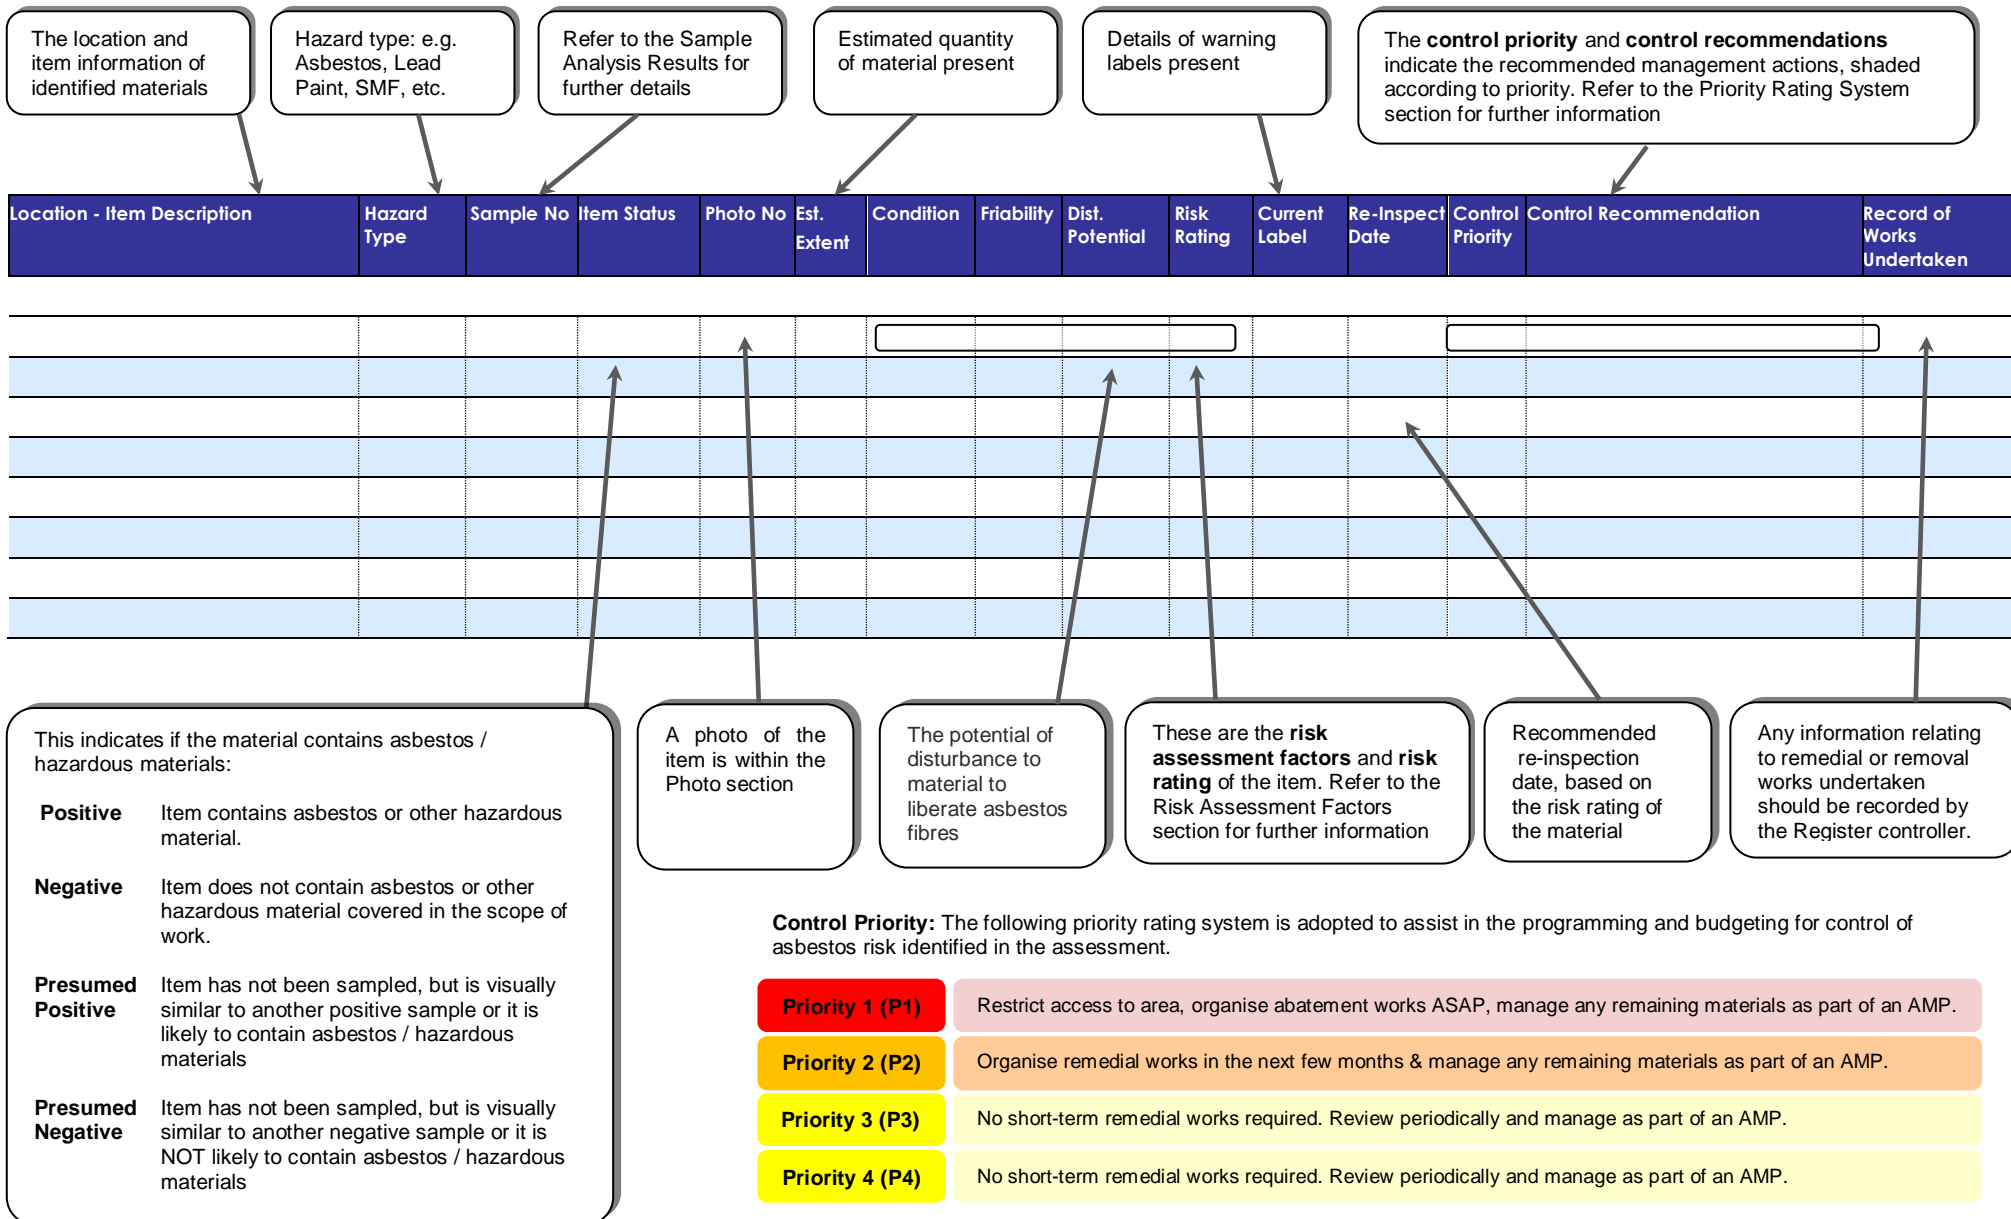 The location and
item information of
identified materials
Hazard type: e.g.
Asbestos, Lead
Paint, SMF, etc.
Refer to the Sample
Analysis Results for
further details
Estimated quantity
of material present
Details of warning
labels present
The control priority and control recommendations
indicate the recommended management actions, shaded
according to priority. Refer to the Priority Rating System
section for further information
Location - Item Description
Hazard
Type
Sample No
Item Status
Photo No
Est.
Extent
Condition
Friability
Dist.
Potential
Risk
Rating
Current
Label
Re-Inspect
Date
Control
Priority
Control Recommendation
Record of
Works
Undertaken
This indicates if the material contains asbestos /
hazardous materials:
Positive Item contains asbestos or other hazardous
material.
Negative Item does not contain asbestos or other
hazardous material covered in the scope of
work.
Presumed Item has not been sampled, but is visually
Positive similar to another positive sample or it is
likely to contain asbestos / hazardous
materials
Presumed Item has not been sampled, but is visually
Negative similar to another negative sample or it is
NOT likely to contain asbestos / hazardous
materials
A photo of the
item is within the
Photo section
The potential of
disturbance to
material to
liberate asbestos
fibres
These are the risk
assessment factors and risk
rating of the item. Refer to the
Risk Assessment Factors
section for further information
Recommended
re-inspection
date, based on
the risk rating of
the material
Any information relating
to remedial or removal
works undertaken
should be recorded by
the Register controller.
Control Priority: The following priority rating system is adopted to assist in the programming and budgeting for control of
asbestos risk identified in the assessment.
Priority 1 (P1) Restrict access to area, organise abatement works ASAP, manage any remaining materials as part of an AMP.
Priority 2 (P2) Organise remedial works in the next few months & manage any remaining materials as part of an AMP.
Priority 3 (P3) No short-term remedial works required. Review periodically and manage as part of an AMP.
Priority 4 (P4) No short-term remedial works required. Review periodically and manage as part of an AMP.